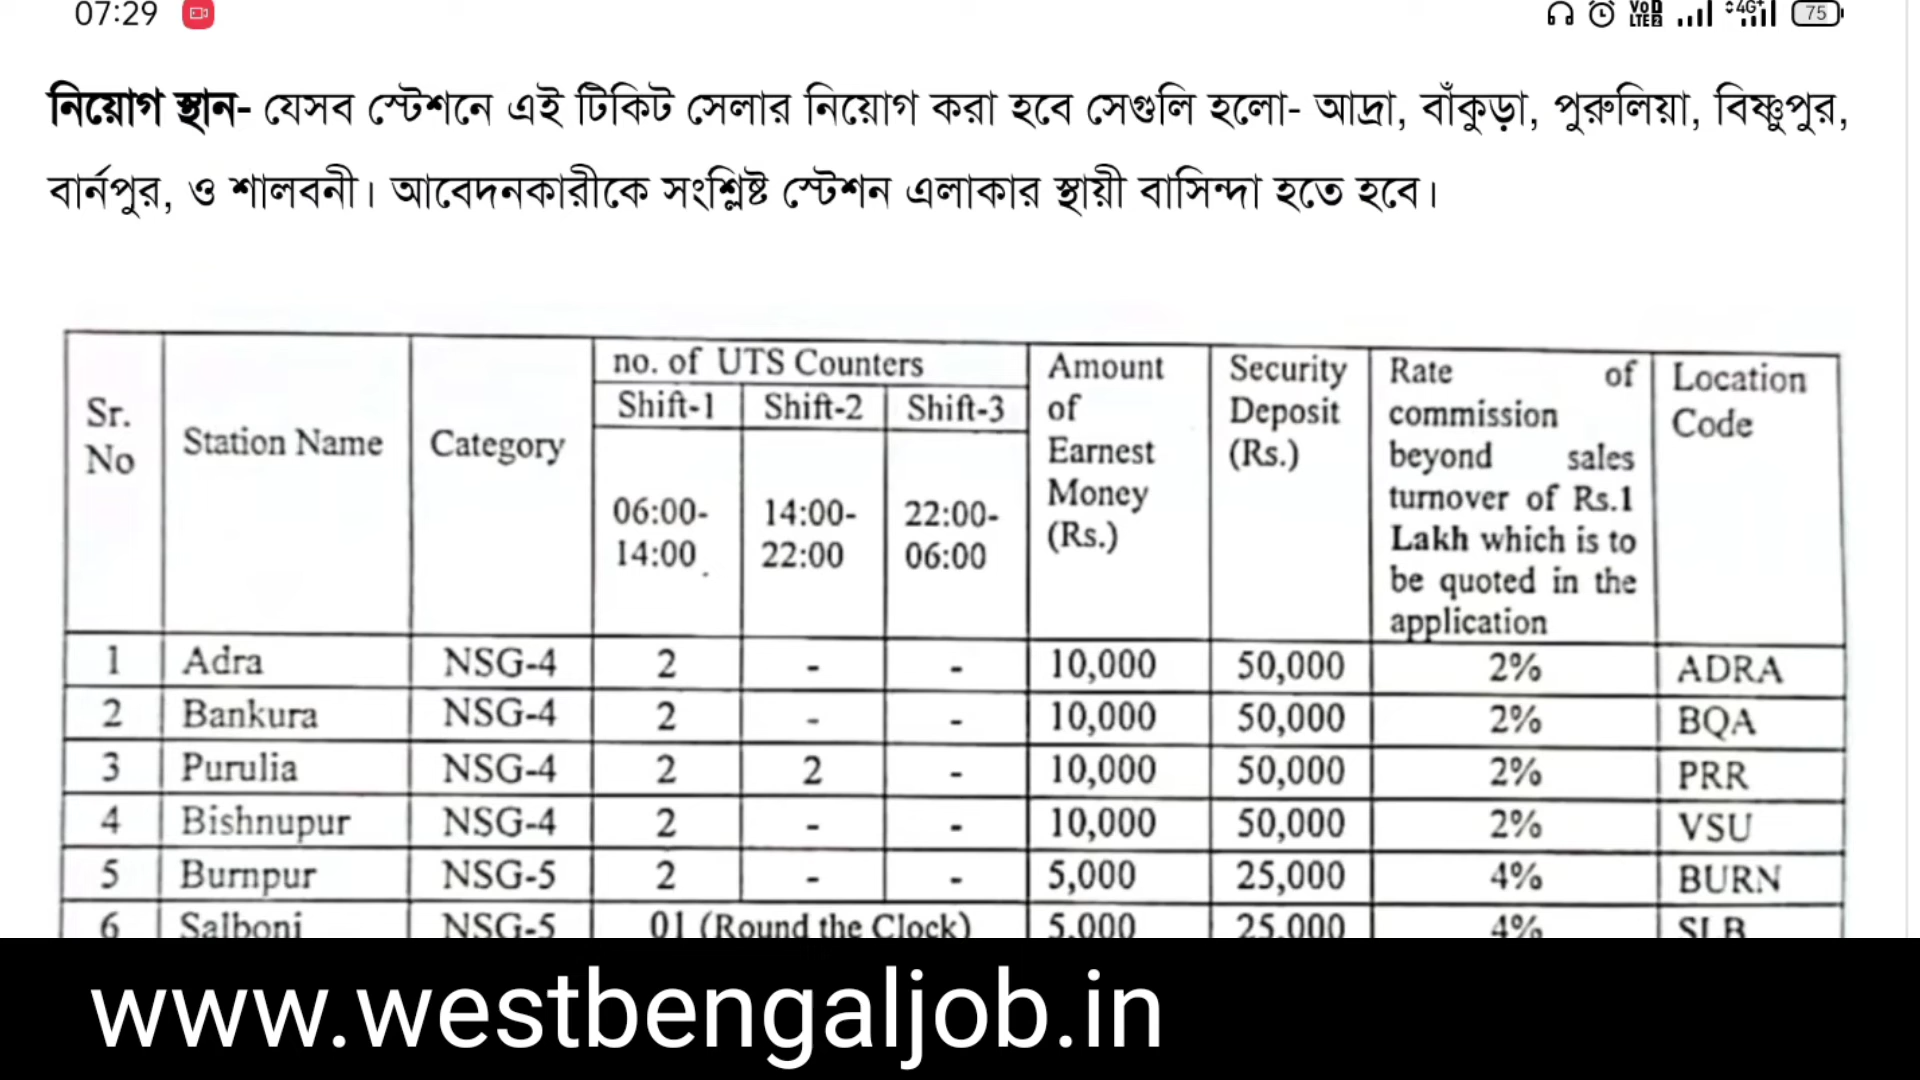 07:29
VoD LTE2 4G+ 75
নিয়োগ স্থান- যেসব স্টেশনে এই টিকিট সেলার নিয়োগ করা হবে সেগুলি হলো- আদ্রা, বাঁকুড়া, পুরুলিয়া, বিষ্ণুপুর,
বার্নপুর, ও শালবনী। আবেদনকারীকে সংশ্লিষ্ট স্টেশন এলাকার স্থায়ী বাসিন্দা হতে হবে।
Sr. No | Station Name | Category | no. of UTS Counters | Amount of Earnest Money (Rs.) | Security Deposit (Rs.) | Rate of commission beyond sales turnover of Rs.1 Lakh which is to be quoted in the application | Location Code
Shift-1 | Shift-2 | Shift-3
06:00-14:00 | 14:00-22:00 | 22:00-06:00
1 | Adra | NSG-4 | 2 | - | - | 10,000 | 50,000 | 2% | ADRA
2 | Bankura | NSG-4 | 2 | - | - | 10,000 | 50,000 | 2% | BQA
3 | Purulia | NSG-4 | 2 | 2 | - | 10,000 | 50,000 | 2% | PRR
4 | Bishnupur | NSG-4 | 2 | - | - | 10,000 | 50,000 | 2% | VSU
5 | Burnpur | NSG-5 | 2 | - | - | 5,000 | 25,000 | 4% | BURN
6 | Salboni | NSG-5 | 01 (Round the Clock) | 5,000 | 25,000 | 4% | SLB
www.westbengaljob.in